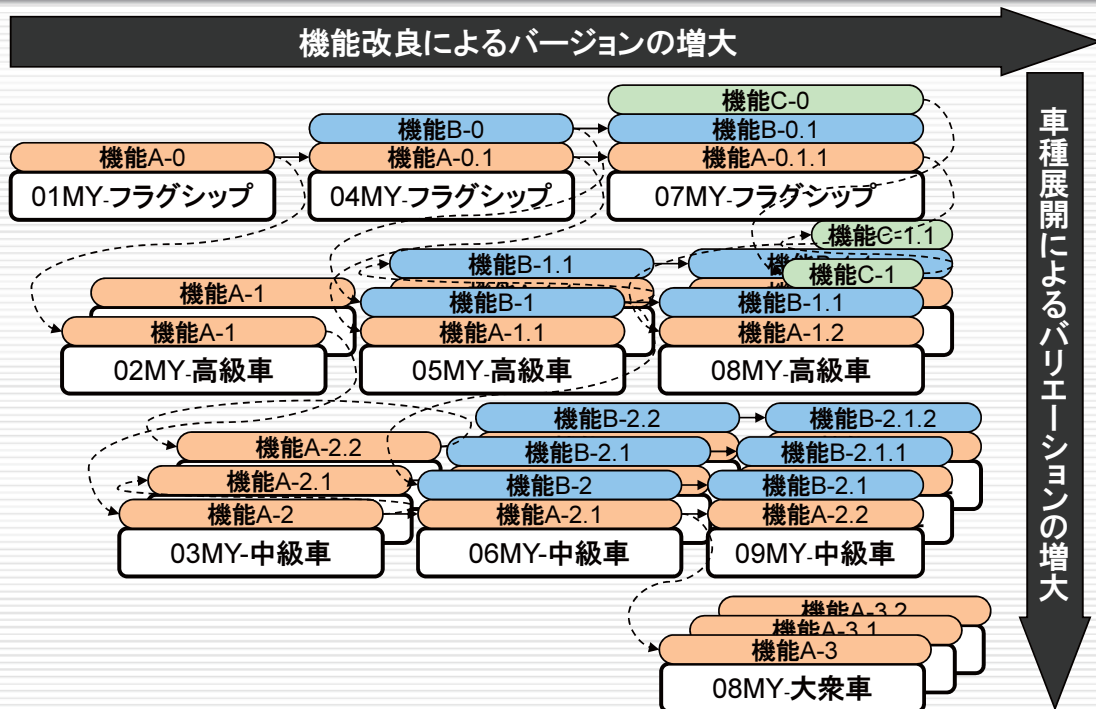 機能改良によるバージョンの増大
車種展開によるバリエーションの増大
機能C-0
機能B-0
機能B-0.1
機能A-0
機能A-0.1
機能A-0.1.1
01MY-フラグシップ
04MY-フラグシップ
07MY-フラグシップ
機能C-1.1
機能B-1.1
機能C-1
機能A-1
機能B-1
機能B-1.1
機能A-1
機能A-1.1
機能A-1.2
02MY-高級車
05MY-高級車
08MY-高級車
機能B-2.2
機能B-2.1.2
機能A-2.2
機能B-2.1
機能B-2.1.1
機能A-2.1
機能B-2
機能B-2.1
機能A-2
機能A-2.1
機能A-2.2
03MY-中級車
06MY-中級車
09MY-中級車
機能A-3.2
機能A-3.1
機能A-3
08MY-大衆車